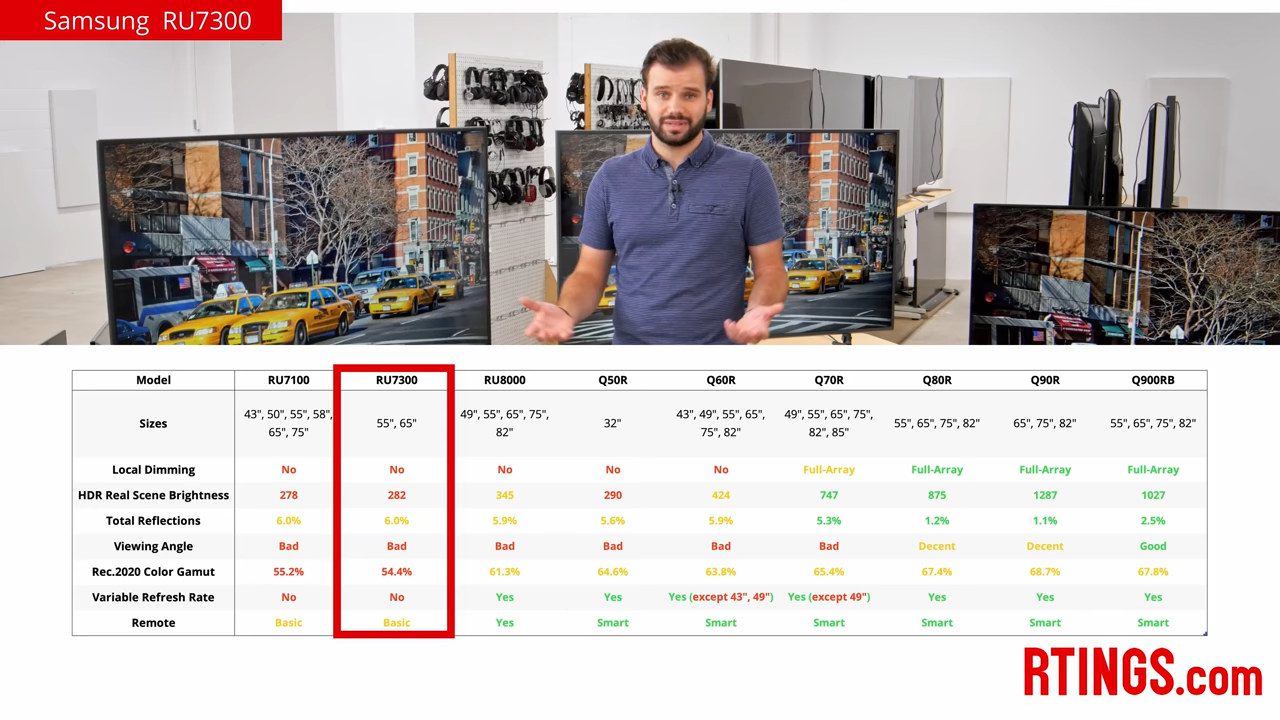 Samsung RU7300
Model RU7100 RU7300 RU8000 Q50R Q60R Q70R Q80R Q90R Q900RB
Sizes 43", 50", 55", 58", 65", 75" 55", 65" 49", 55", 65", 75", 82" 32" 43", 49", 55", 65", 75", 82" 49", 55", 65", 75", 82", 85" 55", 65", 75", 82" 65", 75", 82" 55", 65", 75", 82"
Local Dimming No No No No No Full-Array Full-Array Full-Array Full-Array
HDR Real Scene Brightness 278 282 345 290 424 747 875 1287 1027
Total Reflections 6.0% 6.0% 5.9% 5.6% 5.9% 5.3% 1.2% 1.1% 2.5%
Viewing Angle Bad Bad Bad Bad Bad Bad Decent Decent Good
Rec.2020 Color Gamut 55.2% 54.4% 61.3% 64.6% 63.8% 65.4% 67.4% 68.7% 67.8%
Variable Refresh Rate No No Yes Yes Yes (except 43", 49") Yes (except 49") Yes Yes Yes
Remote Basic Basic Yes Smart Smart Smart Smart Smart Smart
RTINGS.com